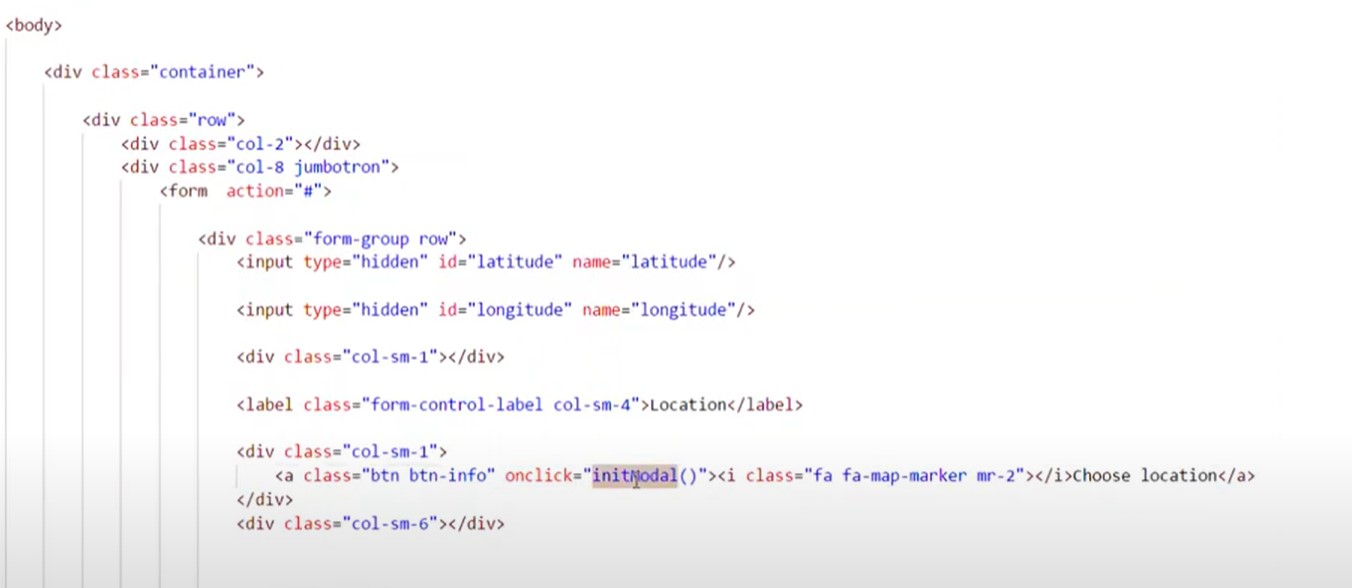 <body>
<div class="container">
<div class="row">
<div class="col-2"></div>
<div class="col-8 jumbotron">
<form  action="#">
<div class="form-group row">
<input type="hidden" id="latitude" name="latitude"/>
<input type="hidden" id="longitude" name="longitude"/>
<div class="col-sm-1"></div>
<label class="form-control-label col-sm-4">Location</label>
<div class="col-sm-1">
<a class="btn btn-info" onclick="initModal()"><i class="fa fa-map-marker mr-2"></i>Choose location</a>
</div>
<div class="col-sm-6"></div>